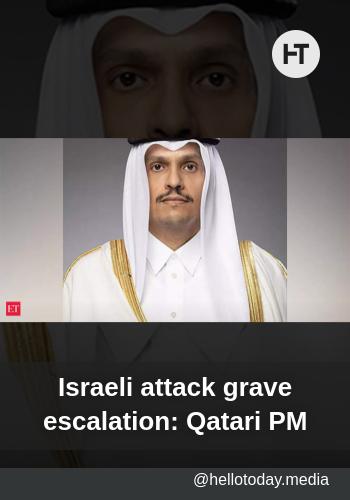 HT
ET
Israeli attack grave
escalation: Qatari PM
@hellotoday.media